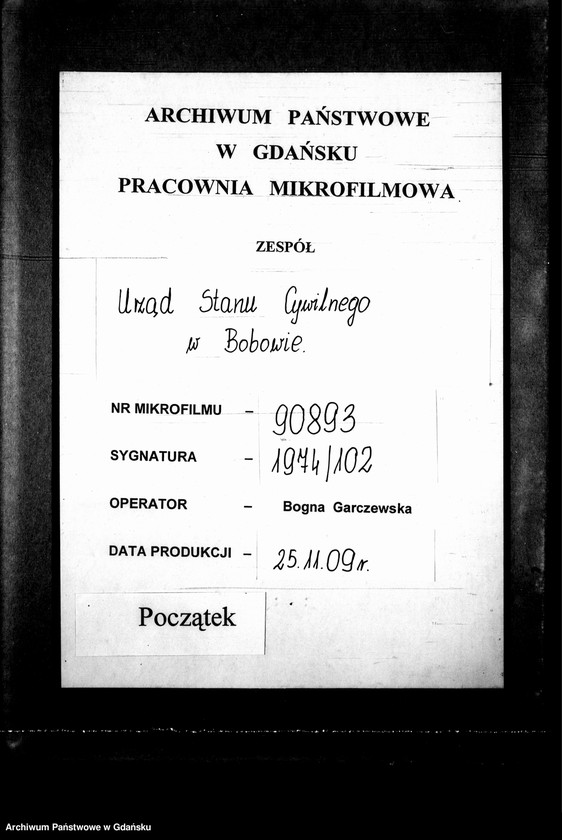 ARCHIWUM PAŃSTWOWE
W GDAŃSKU
PRACOWNIA MIKROFILMOWA
ZESPÓŁ
Urząd Stanu Cywilnego
w Bobowie.
NR MIKROFILMU – 90893
SYGNATURA – 1974/102
OPERATOR – Bogna Garczewska
DATA PRODUKCJI – 25.11.09r.
Początek
Archiwum Państwowe w Gdańsku